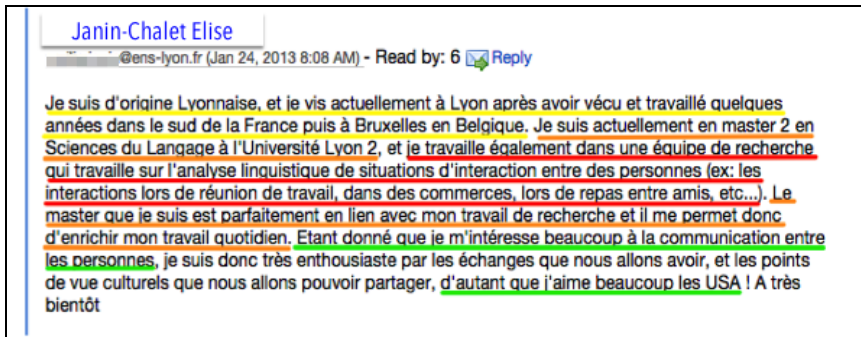 Janin-Chalet Elise
@ens-lyon.fr (Jan 24, 2013 8:08 AM) - Read by: 6 Reply
Je suis d'origine Lyonnaise, et je vis actuellement à Lyon après avoir vécu et travaillé quelques
années dans le sud de la France puis à Bruxelles en Belgique. Je suis actuellement en master 2 en
Sciences du Langage à l'Université Lyon 2, et je travaille également dans une équipe de recherche
qui travaille sur l'analyse linguistique de situations d'interaction entre des personnes (ex: les
interactions lors de réunion de travail, dans des commerces, lors de repas entre amis, etc...). Le
master que je suis est parfaitement en lien avec mon travail de recherche et il me permet donc
d'enrichir mon travail quotidien. Etant donné que je m'intéresse beaucoup à la communication entre
les personnes, je suis donc très enthousiaste par les échanges que nous allons avoir, et les points
de vue culturels que nous allons pouvoir partager, d'autant que j'aime beaucoup les USA ! A très
bientôt